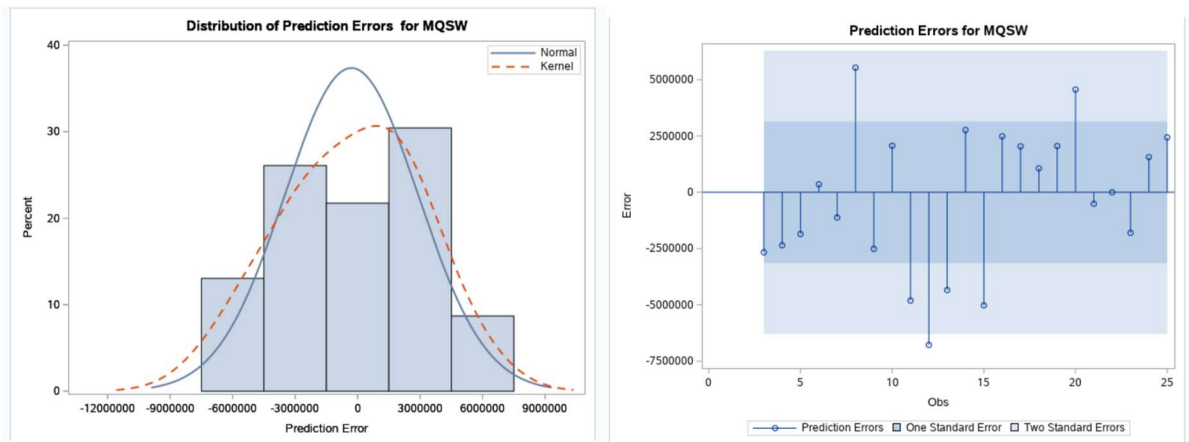 Distribution of Prediction Errors for MQSW
Normal
Kernel
40
30
20
10
0
Percent
-12000000 -9000000 -6000000 -3000000 0 3000000 6000000 9000000
Prediction Error
Prediction Errors for MQSW
5000000
2500000
0
-2500000
-5000000
-7500000
Error
0 5 10 15 20 25
Obs
Prediction Errors One Standard Error Two Standard Errors